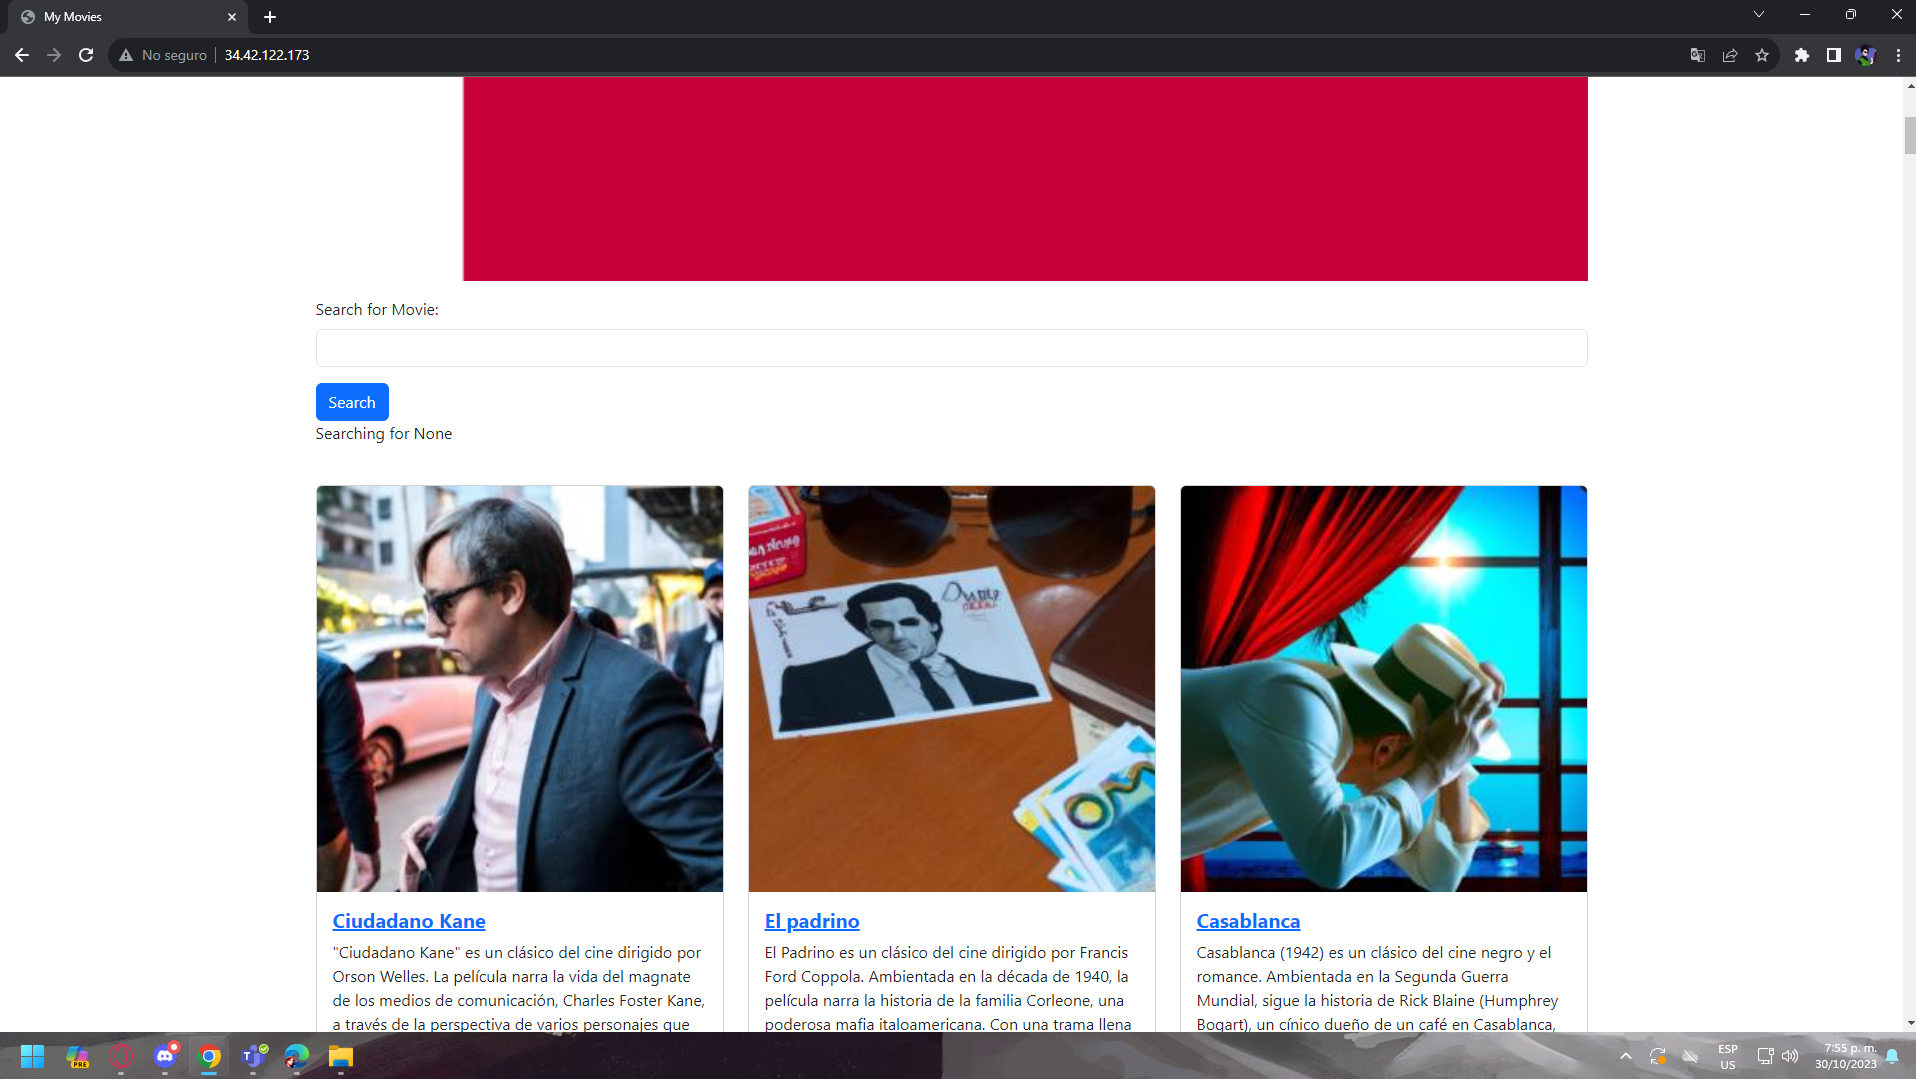 My Movies
No seguro
34.42.122.173
Search for Movie:
Search
Searching for None
Ciudadano Kane
"Ciudadano Kane" es un clásico del cine dirigido por
Orson Welles. La película narra la vida del magnate
de los medios de comunicación, Charles Foster Kane,
a través de la perspectiva de varios personajes que
El padrino
El Padrino es un clásico del cine dirigido por Francis
Ford Coppola. Ambientada en la década de 1940, la
película narra la historia de la familia Corleone, una
poderosa mafia italoamericana. Con una trama llena
Casablanca
Casablanca (1942) es un clásico del cine negro y el
romance. Ambientada en la Segunda Guerra
Mundial, sigue la historia de Rick Blaine (Humphrey
Bogart), un cínico dueño de un café en Casablanca,
PRE
ESP
US
7:55 p. m.
30/10/2023